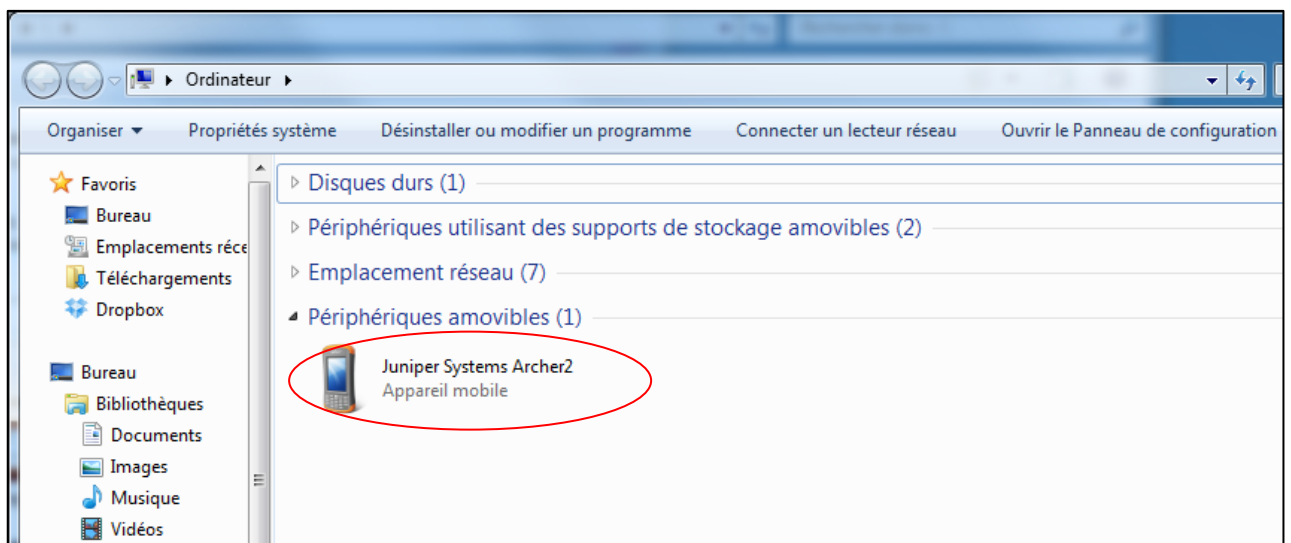 Ordinateur
Organiser
Propriétés système
Désinstaller ou modifier un programme
Connecter un lecteur réseau
Ouvrir le Panneau de configuration
Favoris
Bureau
Emplacements réce
Téléchargements
Dropbox
Bureau
Bibliothèques
Documents
Images
Musique
Vidéos
Disques durs (1)
Périphériques utilisant des supports de stockage amovibles (2)
Emplacement réseau (7)
Périphériques amovibles (1)
Juniper Systems Archer2
Appareil mobile